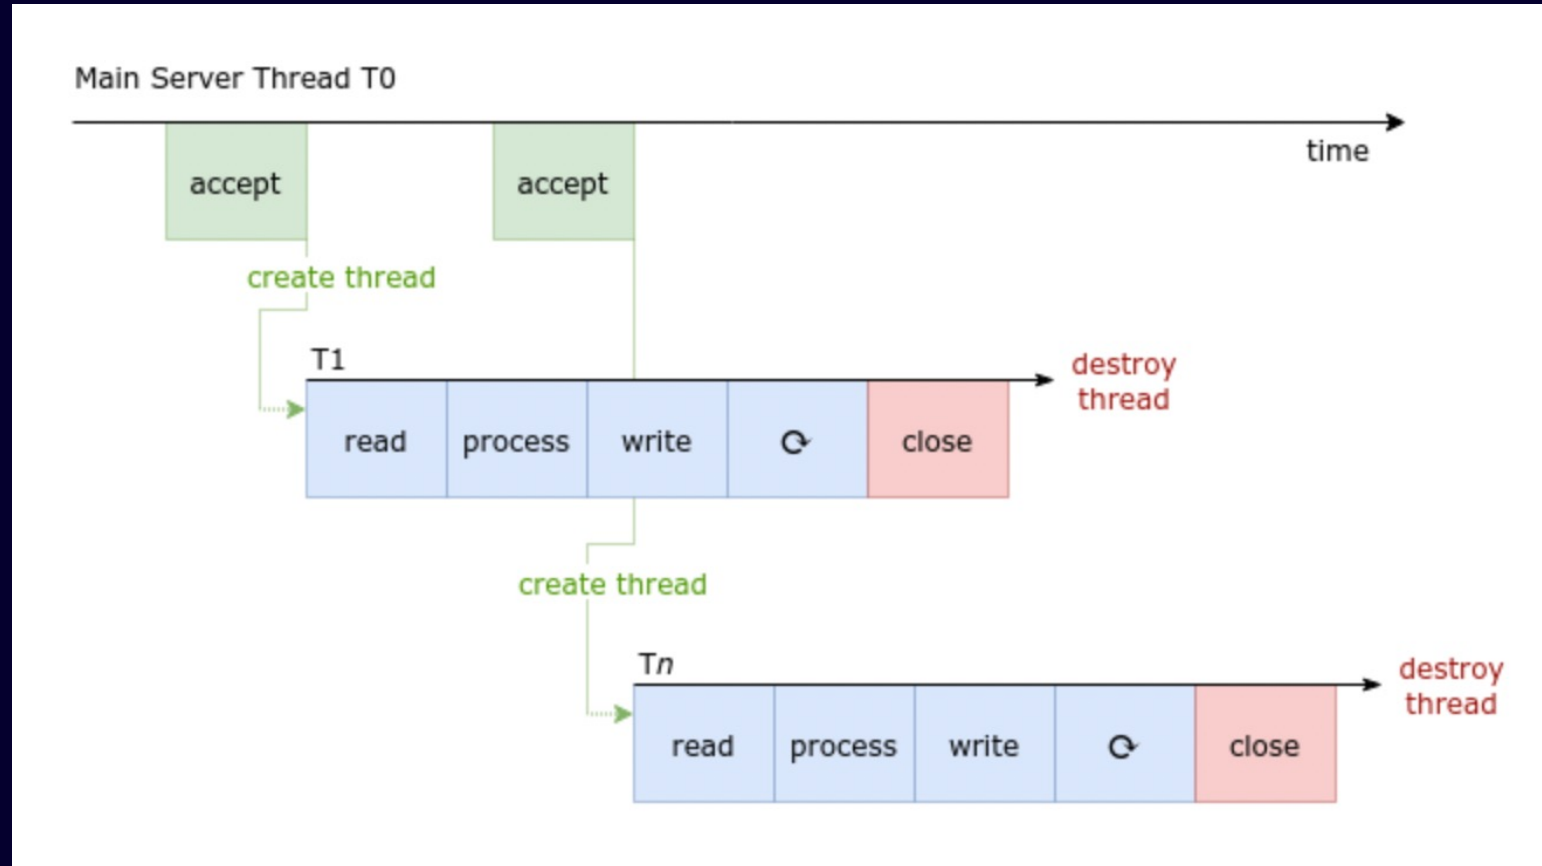 Main Server Thread T0
time
accept
accept
create thread
T1
destroy
thread
read
process
write
⟳
close
create thread
Tn
destroy
thread
read
process
write
⟳
close